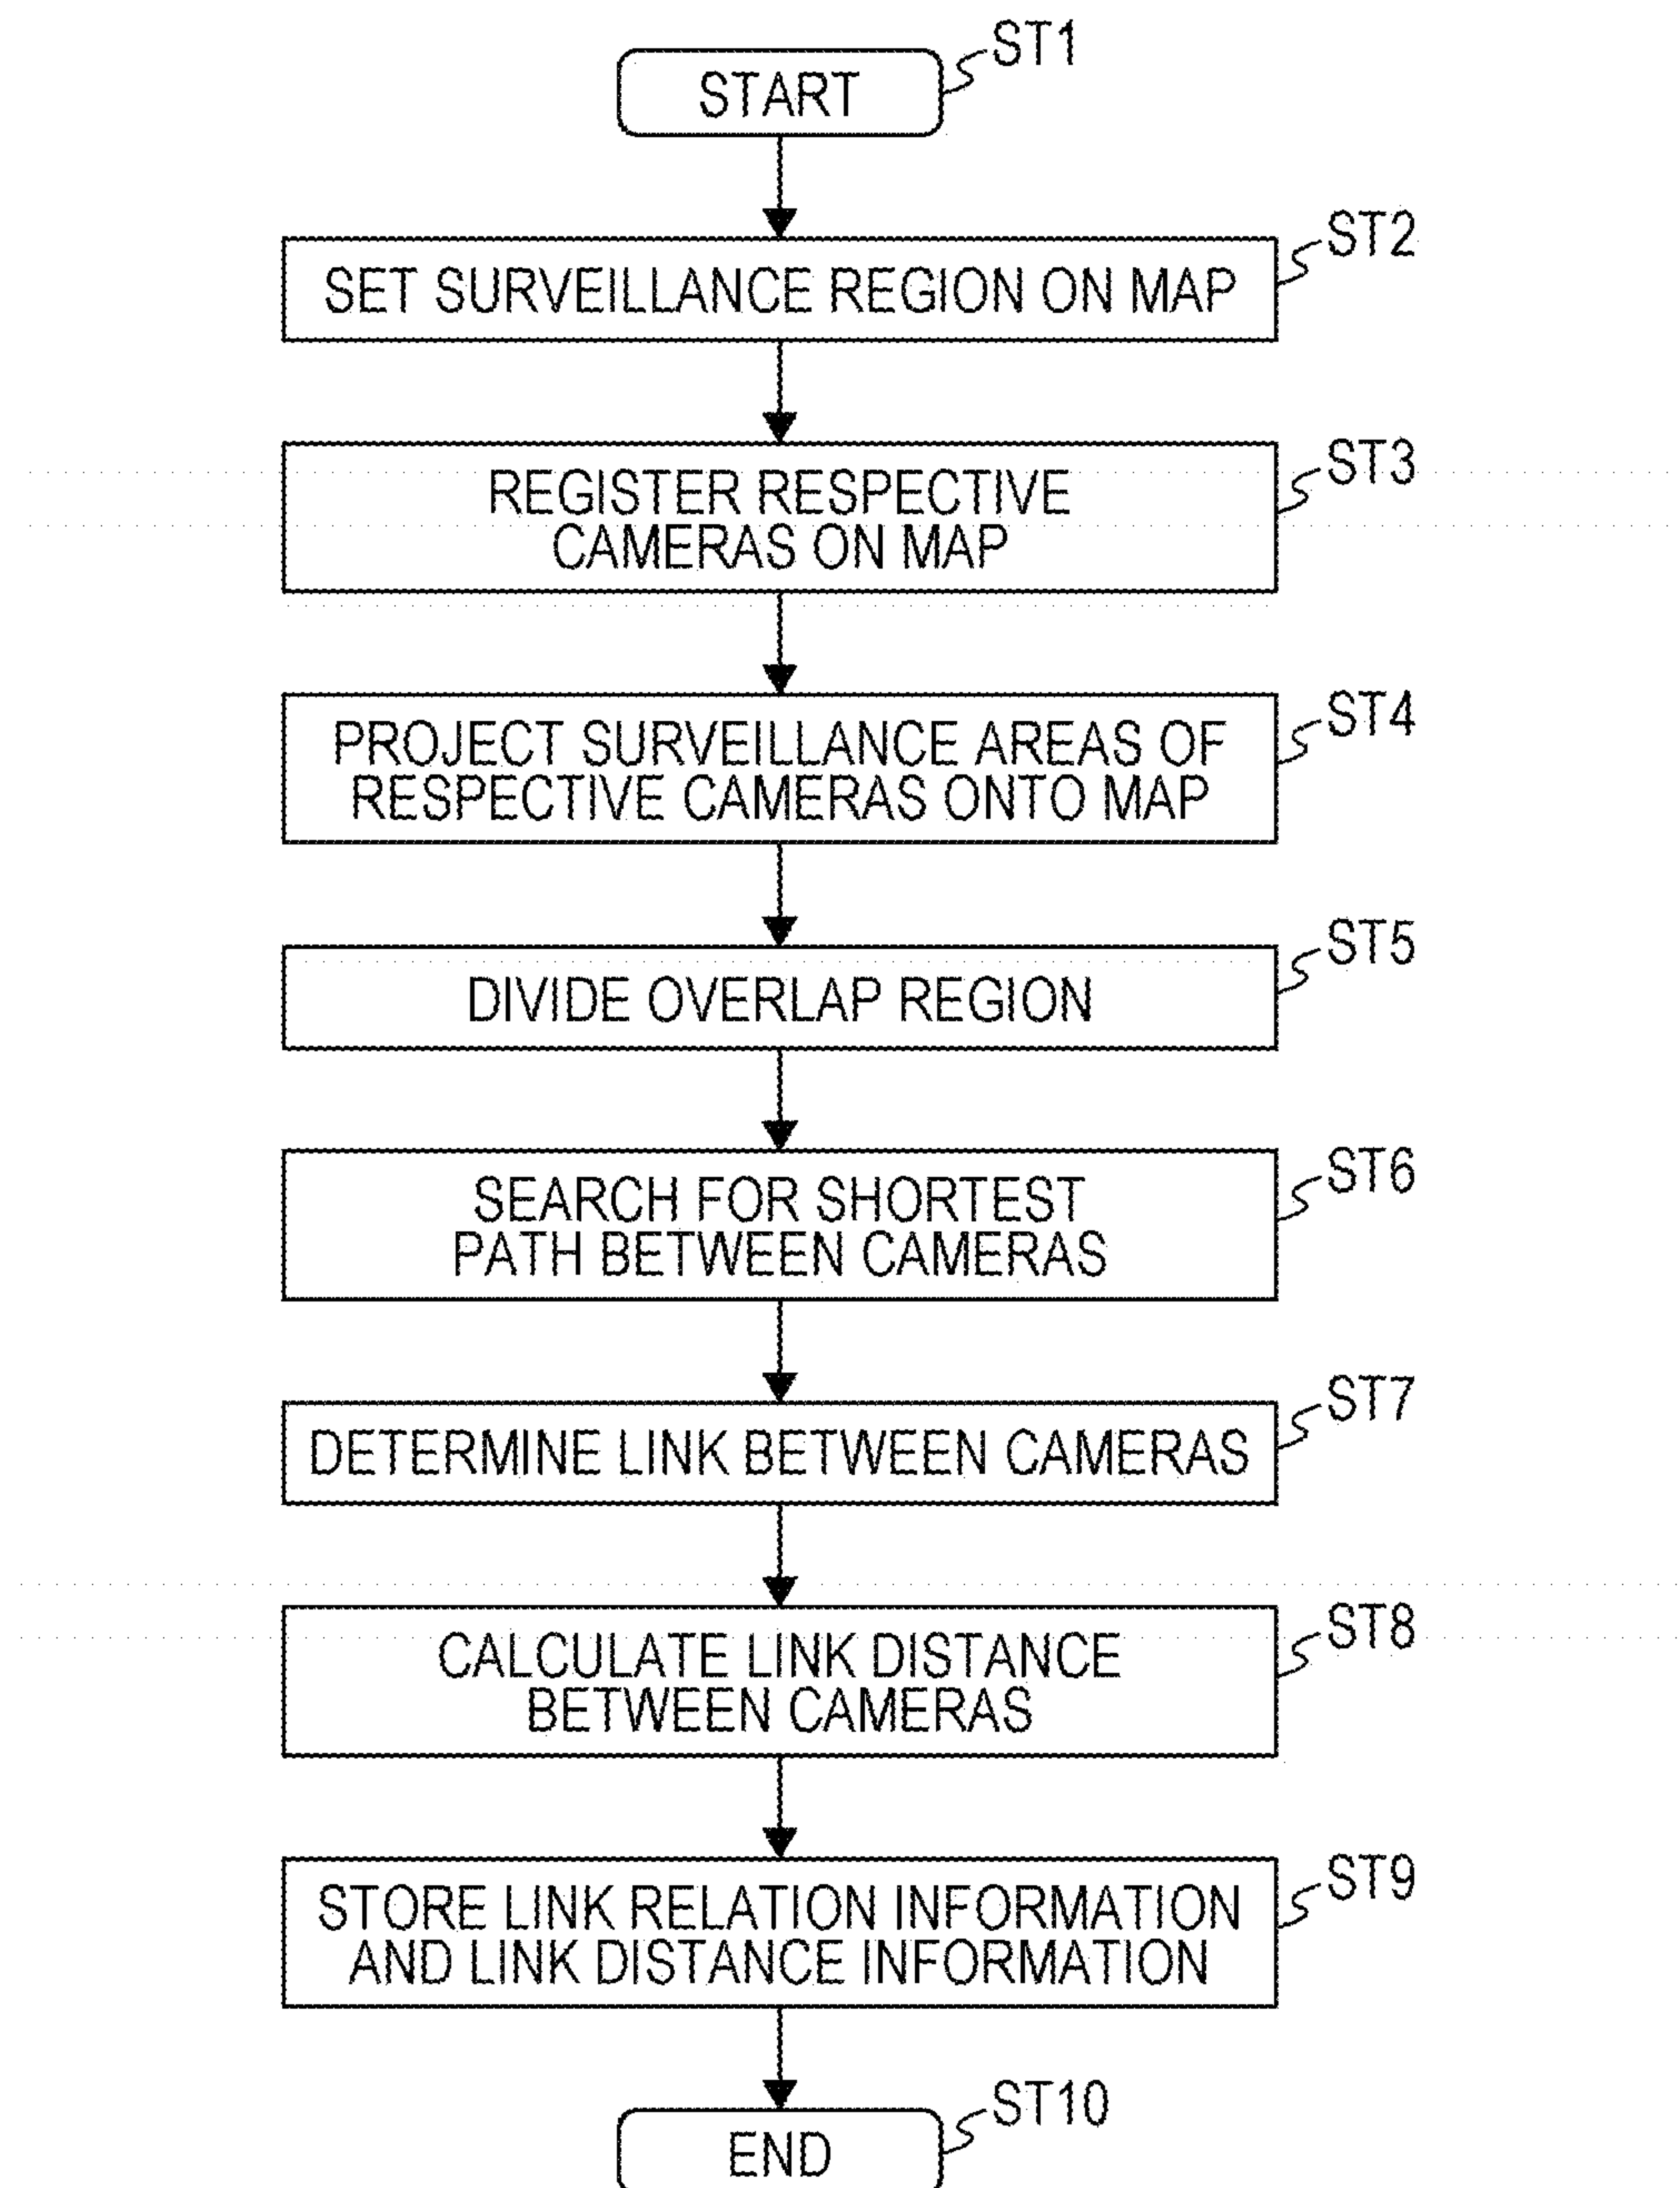 START
ST1
SET SURVEILLANCE REGION ON MAP
ST2
REGISTER RESPECTIVE
CAMERAS ON MAP
ST3
PROJECT SURVEILLANCE AREAS OF
RESPECTIVE CAMERAS ONTO MAP
ST4
DIVIDE OVERLAP REGION
ST5
SEARCH FOR SHORTEST
PATH BETWEEN CAMERAS
ST6
DETERMINE LINK BETWEEN CAMERAS
ST7
CALCULATE LINK DISTANCE
BETWEEN CAMERAS
ST8
STORE LINK RELATION INFORMATION
AND LINK DISTANCE INFORMATION
ST9
END
ST10